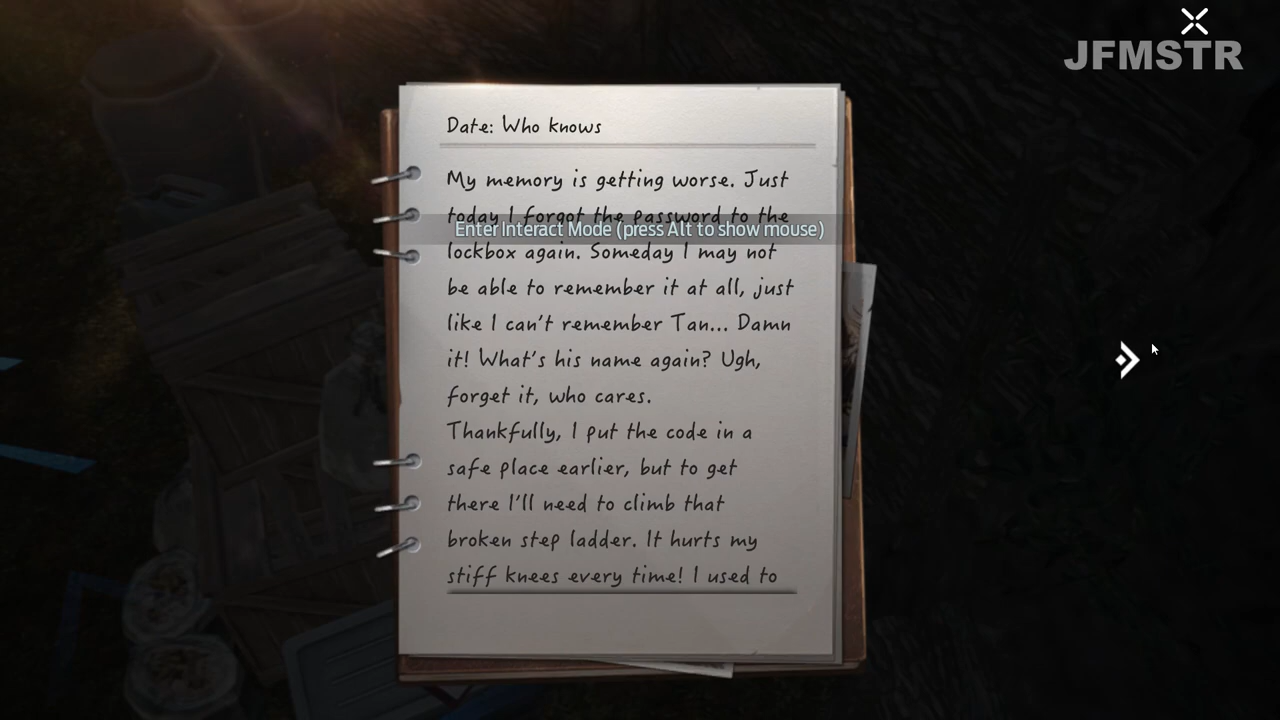 JFMSTR
Date: Who knows
My memory is getting worse. Just
today I forgot the password to the
Enter Interact Mode (press Alt to show mouse)
lockbox again. Someday I may not
be able to remember it at all, just
like I can't remember Tan... Damn
it! What's his name again? Ugh,
forget it, who cares.
Thankfully, I put the code in a
safe place earlier, but to get
there I'll need to climb that
broken step ladder. It hurts my
stiff knees every time! I used to